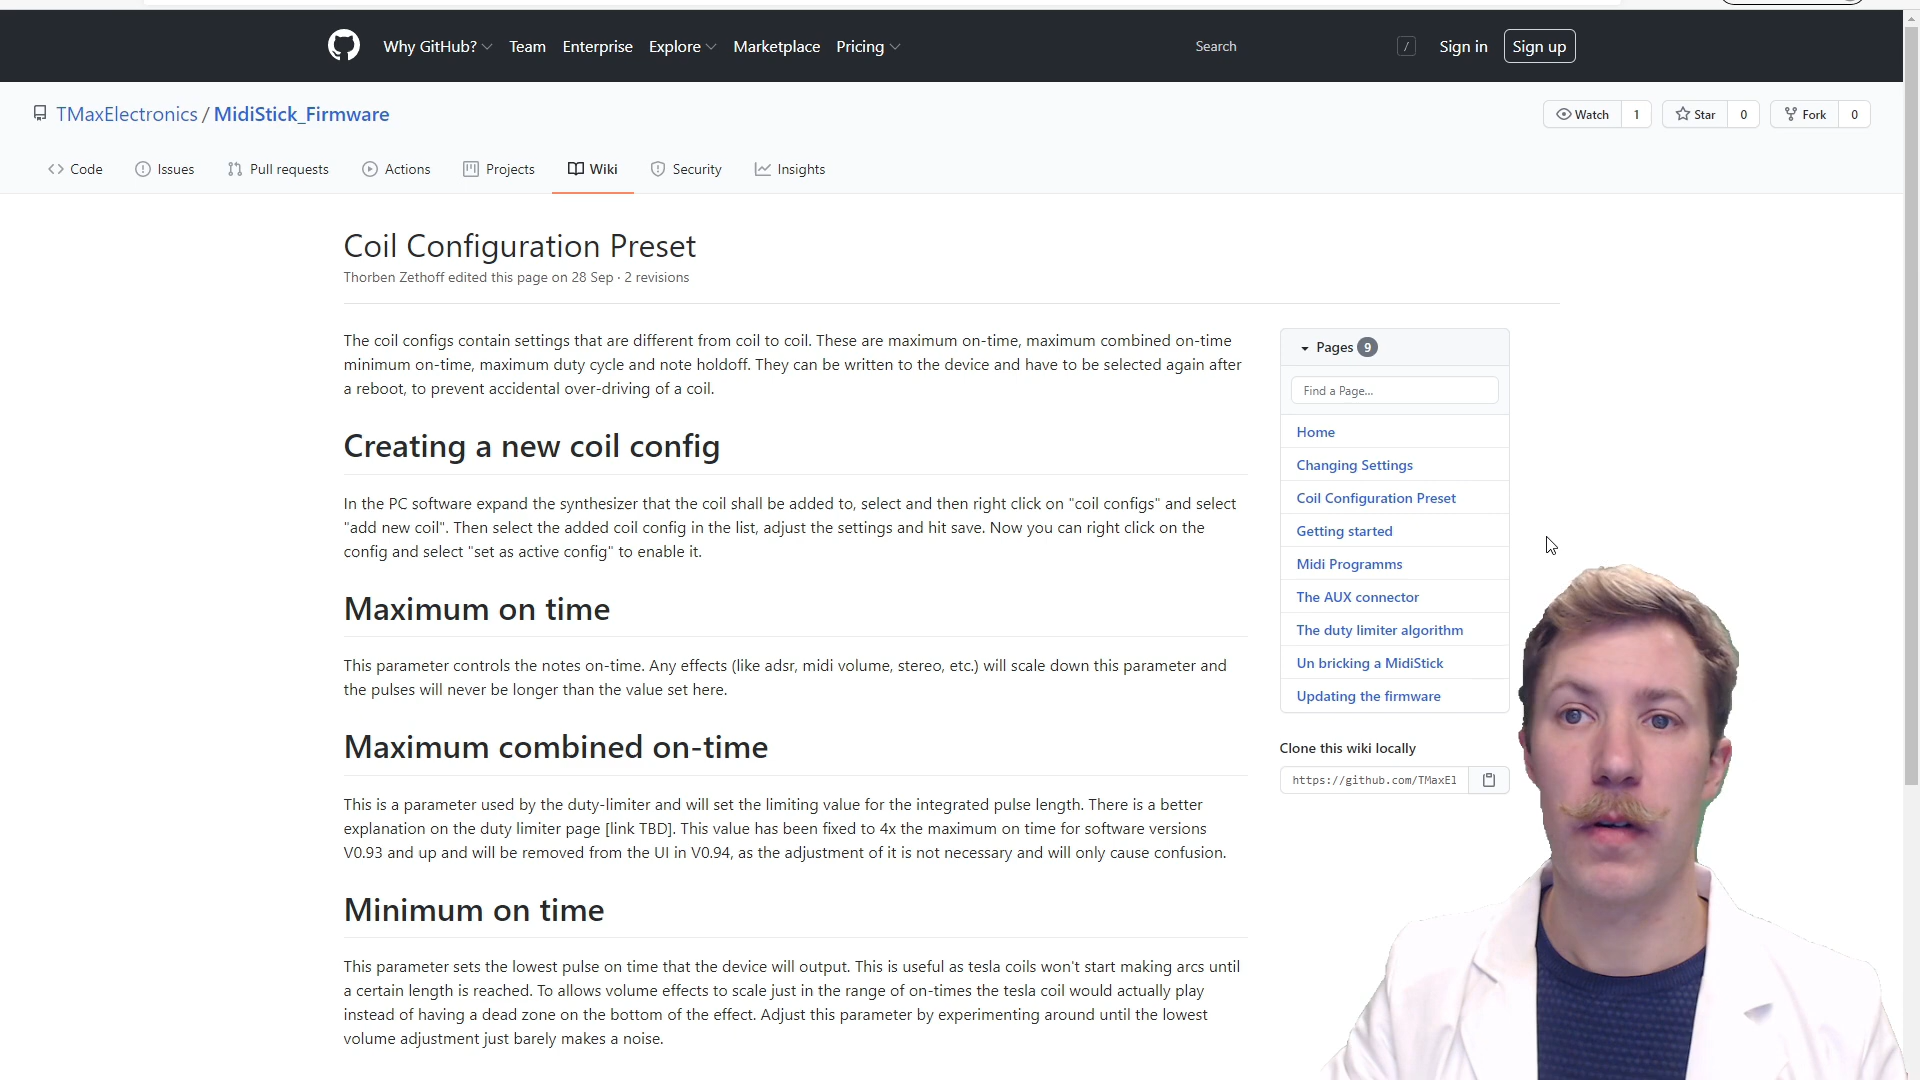 Why GitHub? Team Enterprise Explore Marketplace Pricing Search / Sign in Sign up
TMaxElectronics / MidiStick_Firmware Watch 1 Star 0 Fork 0
Code Issues Pull requests Actions Projects Wiki Security Insights
Coil Configuration Preset
Thorben Zethoff edited this page on 28 Sep · 2 revisions
The coil configs contain settings that are different from coil to coil. These are maximum on-time, maximum combined on-time
minimum on-time, maximum duty cycle and note holdoff. They can be written to the device and have to be selected again after
a reboot, to prevent accidental over-driving of a coil.
Creating a new coil config
In the PC software expand the synthesizer that the coil shall be added to, select and then right click on "coil configs" and select
"add new coil". Then select the added coil config in the list, adjust the settings and hit save. Now you can right click on the
config and select "set as active config" to enable it.
Maximum on time
This parameter controls the notes on-time. Any effects (like adsr, midi volume, stereo, etc.) will scale down this parameter and
the pulses will never be longer than the value set here.
Maximum combined on-time
This is a parameter used by the duty-limiter and will set the limiting value for the integrated pulse length. There is a better
explanation on the duty limiter page [link TBD]. This value has been fixed to 4x the maximum on time for software versions
V0.93 and up and will be removed from the UI in V0.94, as the adjustment of it is not necessary and will only cause confusion.
Minimum on time
This parameter sets the lowest pulse on time that the device will output. This is useful as tesla coils won't start making arcs until
a certain length is reached. To allows volume effects to scale just in the range of on-times the tesla coil would actually play
instead of having a dead zone on the bottom of the effect. Adjust this parameter by experimenting around until the lowest
volume adjustment just barely makes a noise.
Pages 9
Find a Page...
Home
Changing Settings
Coil Configuration Preset
Getting started
Midi Programms
The AUX connector
The duty limiter algorithm
Un bricking a MidiStick
Updating the firmware
Clone this wiki locally
https://github.com/TMaxEl